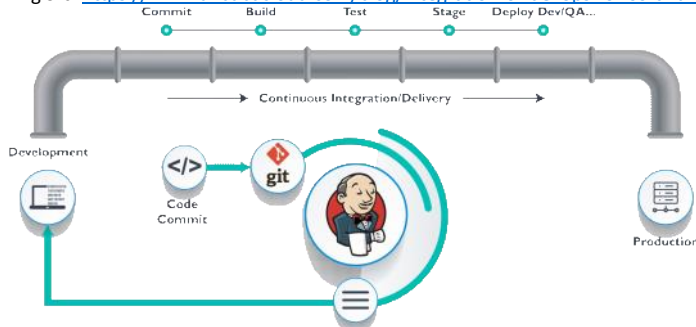 Commit Build Test Stage Deploy Dev/QA...
Continuous Integration/Delivery
Development
</>
git
Code
Commit
Production